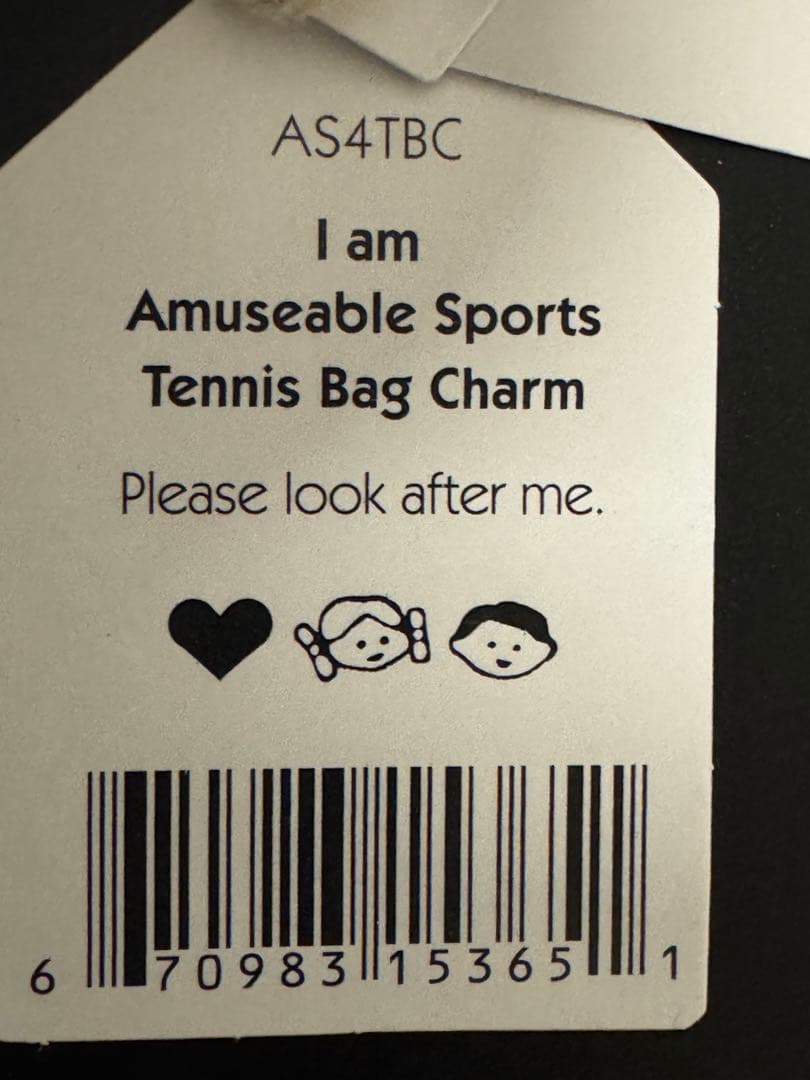 AS4TBC
I am
Amuseable Sports
Tennis Bag Charm
Please look after me.
6 70983 15365 1